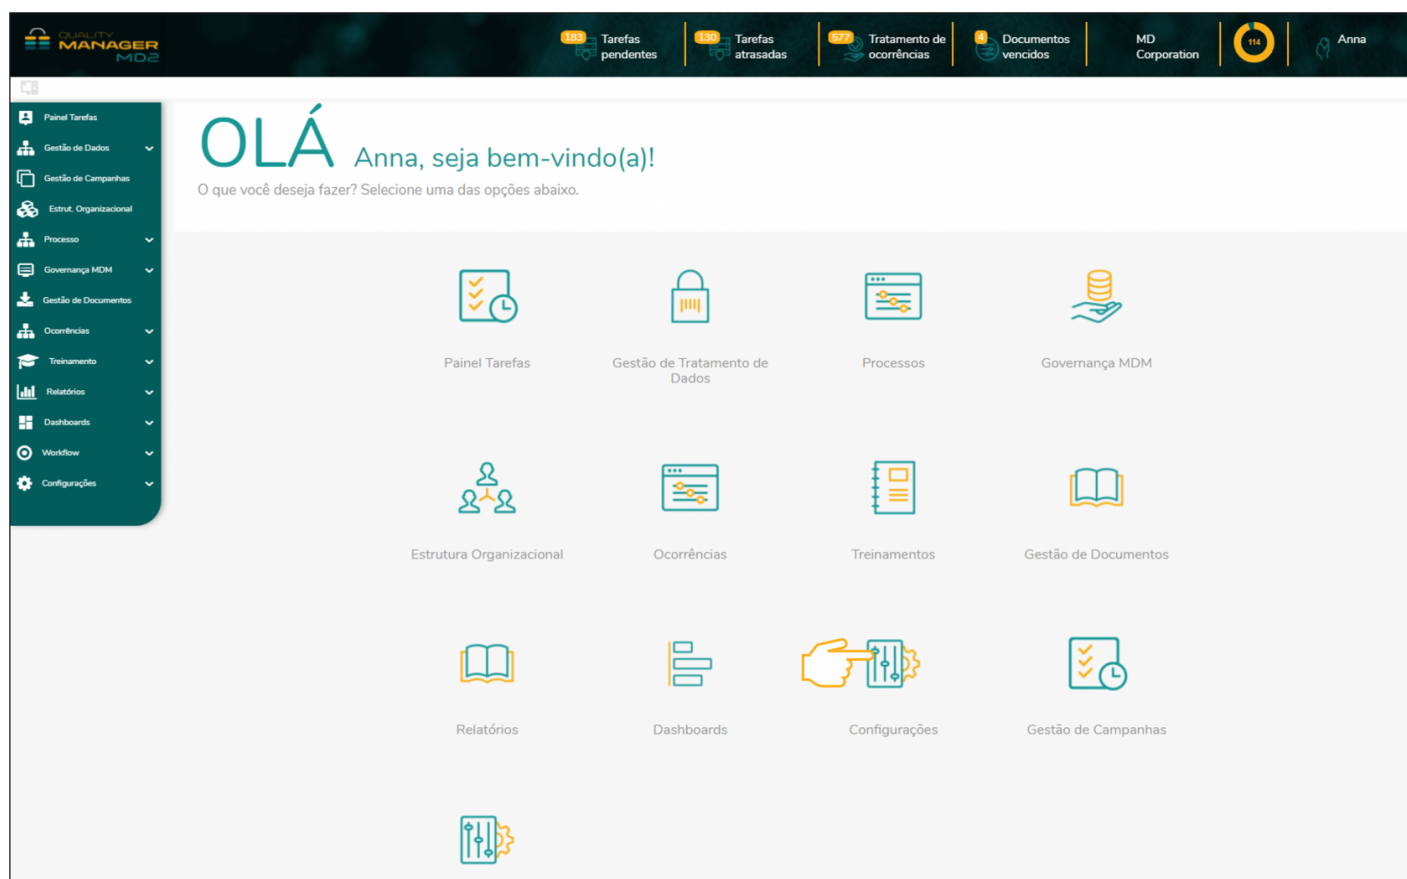 QUALITY
MANAGER
MD2
183
Tarefas
pendentes
130
Tarefas
atrasadas
577
Tratamento de
ocorrências
4
Documentos
vencidos
MD
Corporation
114
Anna
Painel Tarefas
Gestão de Dados
Gestão de Campanhas
Estrut. Organizacional
Processo
Governança MDM
Gestão de Documentos
Ocorrências
Treinamento
Relatórios
Dashboards
Workflow
Configurações
OLÁ Anna, seja bem-vindo(a)!
O que você deseja fazer? Selecione uma das opções abaixo.
Painel Tarefas
Gestão de Tratamento de
Dados
Processos
Governança MDM
Estrutura Organizacional
Ocorrências
Treinamentos
Gestão de Documentos
Relatórios
Dashboards
Configurações
Gestão de Campanhas